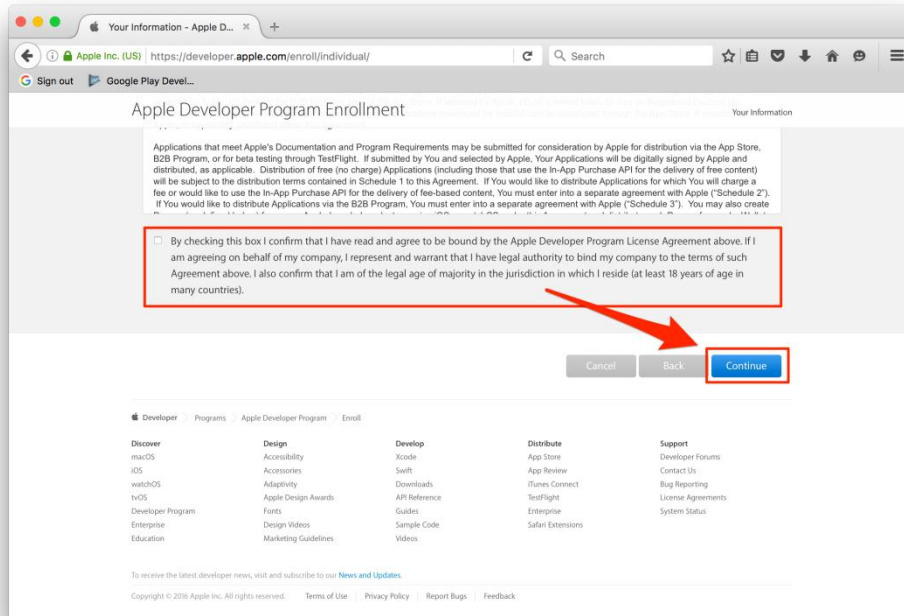 Your Information - Apple D...
Apple Inc. (US) https://developer.apple.com/enroll/individual/
Search
Sign out Google Play Devel...
Apple Developer Program Enrollment
Your Information
Applications that meet Apple's Documentation and Program Requirements may be submitted for consideration by Apple for distribution via the App Store,
B2B Program, or for beta testing through TestFlight. If submitted by You and selected by Apple, Your Applications will be digitally signed by Apple and
distributed, as applicable. Distribution of free (no charge) Applications (including those that use the In-App Purchase API for the delivery of free content)
will be subject to the distribution terms contained in Schedule 1 to this Agreement. If You would like to distribute Applications for which You will charge a
fee or would like to use the In-App Purchase API for the delivery of fee-based content, You must enter into a separate agreement with Apple ("Schedule 2").
If You would like to distribute Applications via the B2B Program, You must enter into a separate agreement with Apple ("Schedule 3"). You may also create
By checking this box I confirm that I have read and agree to be bound by the Apple Developer Program License Agreement above. If I
am agreeing on behalf of my company, I represent and warrant that I have legal authority to bind my company to the terms of such
Agreement above. I also confirm that I am of the legal age of majority in the jurisdiction in which I reside (at least 18 years of age in
many countries).
Cancel Back Continue
Developer Programs Apple Developer Program Enroll
Discover Design Develop Distribute Support
macOS Accessibility Xcode App Store Developer Forums
iOS Accessories Swift App Review Contact Us
watchOS Adaptivity Downloads iTunes Connect Bug Reporting
tvOS Apple Design Awards API Reference TestFlight License Agreements
Developer Program Fonts Guides Enterprise System Status
Enterprise Design Videos Sample Code Safari Extensions
Education Marketing Guidelines Videos
To receive the latest developer news, visit and subscribe to our News and Updates.
Copyright © 2016 Apple Inc. All rights reserved. Terms of Use Privacy Policy Report Bugs Feedback